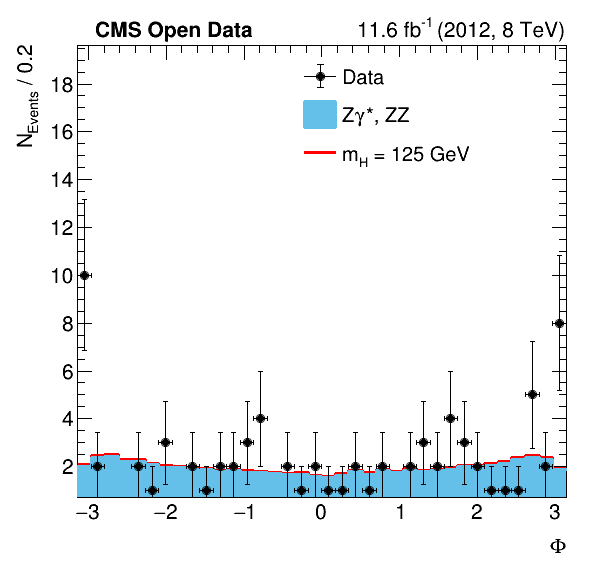 CMS Open Data 11.6 fb⁻¹ (2012, 8 TeV)
N_Events / 0.2
Data
Zγ*, ZZ
m_H = 125 GeV
18
16
14
12
10
8
6
4
2
−3 −2 −1 0 1 2 3
Φ